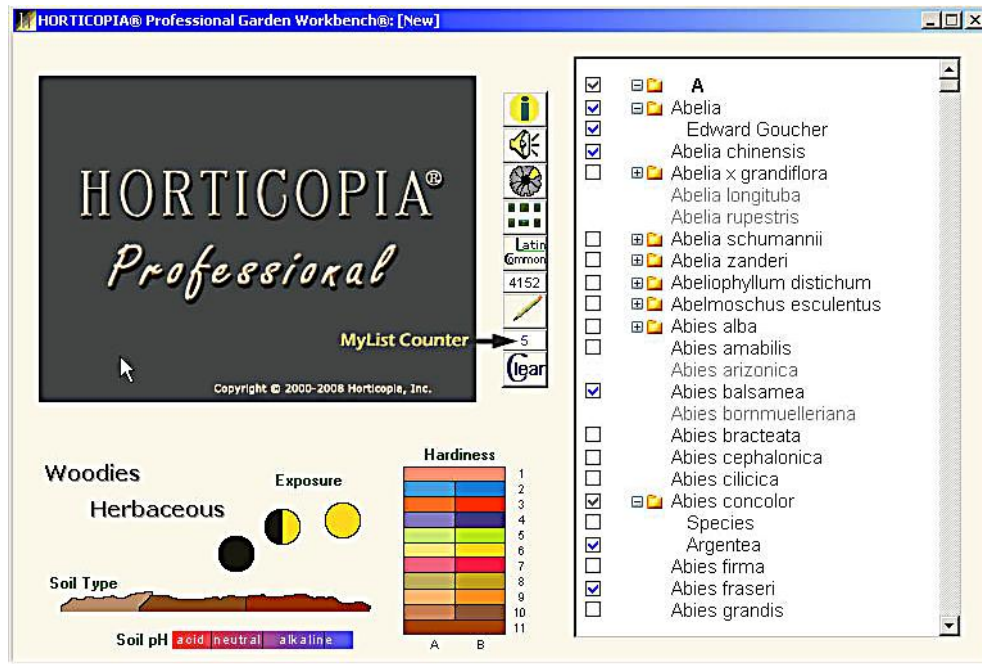 HORTICOPIA® Professional Garden Workbench®: [New]
HORTICOPIA®
Professional
MyList Counter
Copyright © 2000-2008 Horticopia, Inc.
i
Latin
Common
4152
5
Clear
A
Abelia
Edward Goucher
Abelia chinensis
Abelia x grandiflora
Abelia longituba
Abelia rupestris
Abelia schumannii
Abelia zanderi
Abeliophyllum distichum
Abelmoschus esculentus
Abies alba
Abies amabilis
Abies arizonica
Abies balsamea
Abies bornmuelleriana
Abies bracteata
Abies cephalonica
Abies cilicica
Abies concolor
Species
Argentea
Abies firma
Abies fraseri
Abies grandis
Woodies
Herbaceous
Exposure
Soil Type
Soil pH acid neutral alkaline
Hardiness
1
2
3
4
5
6
7
8
9
10
11
A B